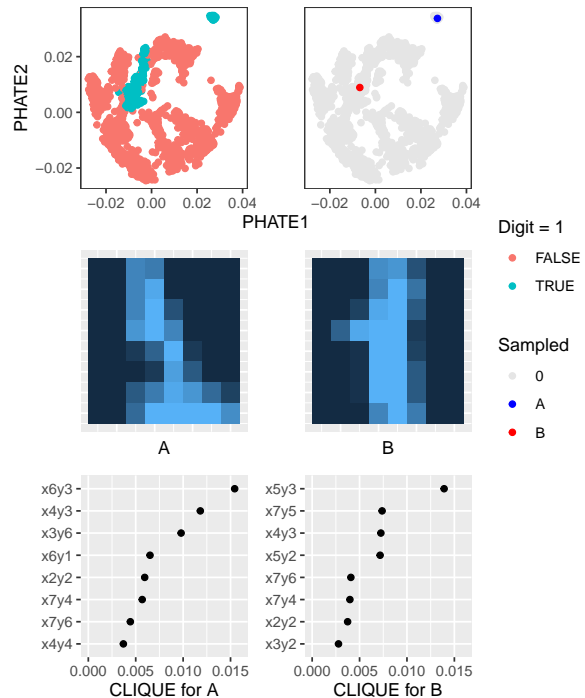 PHATE2
0.02
0.00
−0.02
−0.02 0.00 0.02 0.04
−0.02 0.00 0.02 0.04
PHATE1
Digit = 1
FALSE
TRUE
Sampled
0
A
B
A
B
x6y3
x4y3
x3y6
x6y1
x2y2
x7y4
x7y6
x4y4
0.000 0.005 0.010 0.015
CLIQUE for A
x5y3
x7y5
x4y3
x5y2
x7y6
x7y4
x2y2
x3y2
0.000 0.005 0.010 0.015
CLIQUE for B